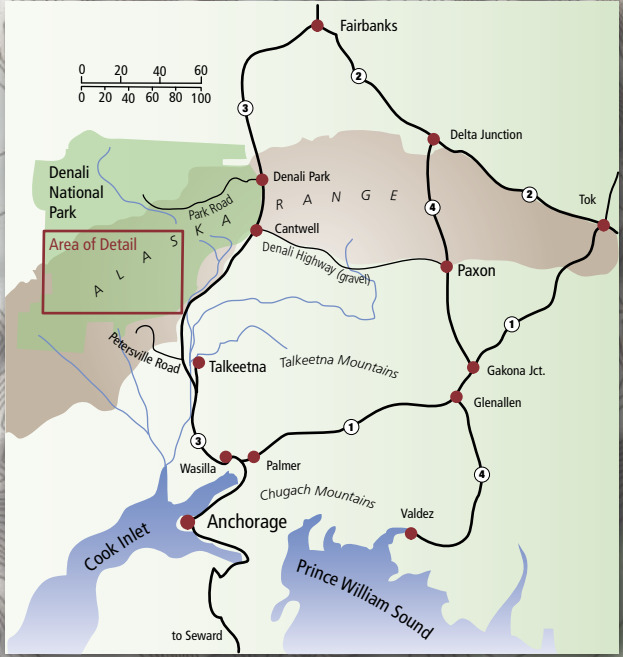 Fairbanks
2
0 20 40 60
0 20 40 60 80 100
3
Delta Junction
Denali
National
Park
Denali Park
Park Road
ALASKA RANGE
2
Tok
4
Area of Detail
Cantwell
Denali Highway (gravel)
Paxon
1
Petersville Road
Talkeetna
Talkeetna Mountains
Gakona Jct.
Glenallen
3
1
Wasilla
Palmer
4
Chugach Mountains
Valdez
Anchorage
Cook Inlet
Prince William Sound
to Seward